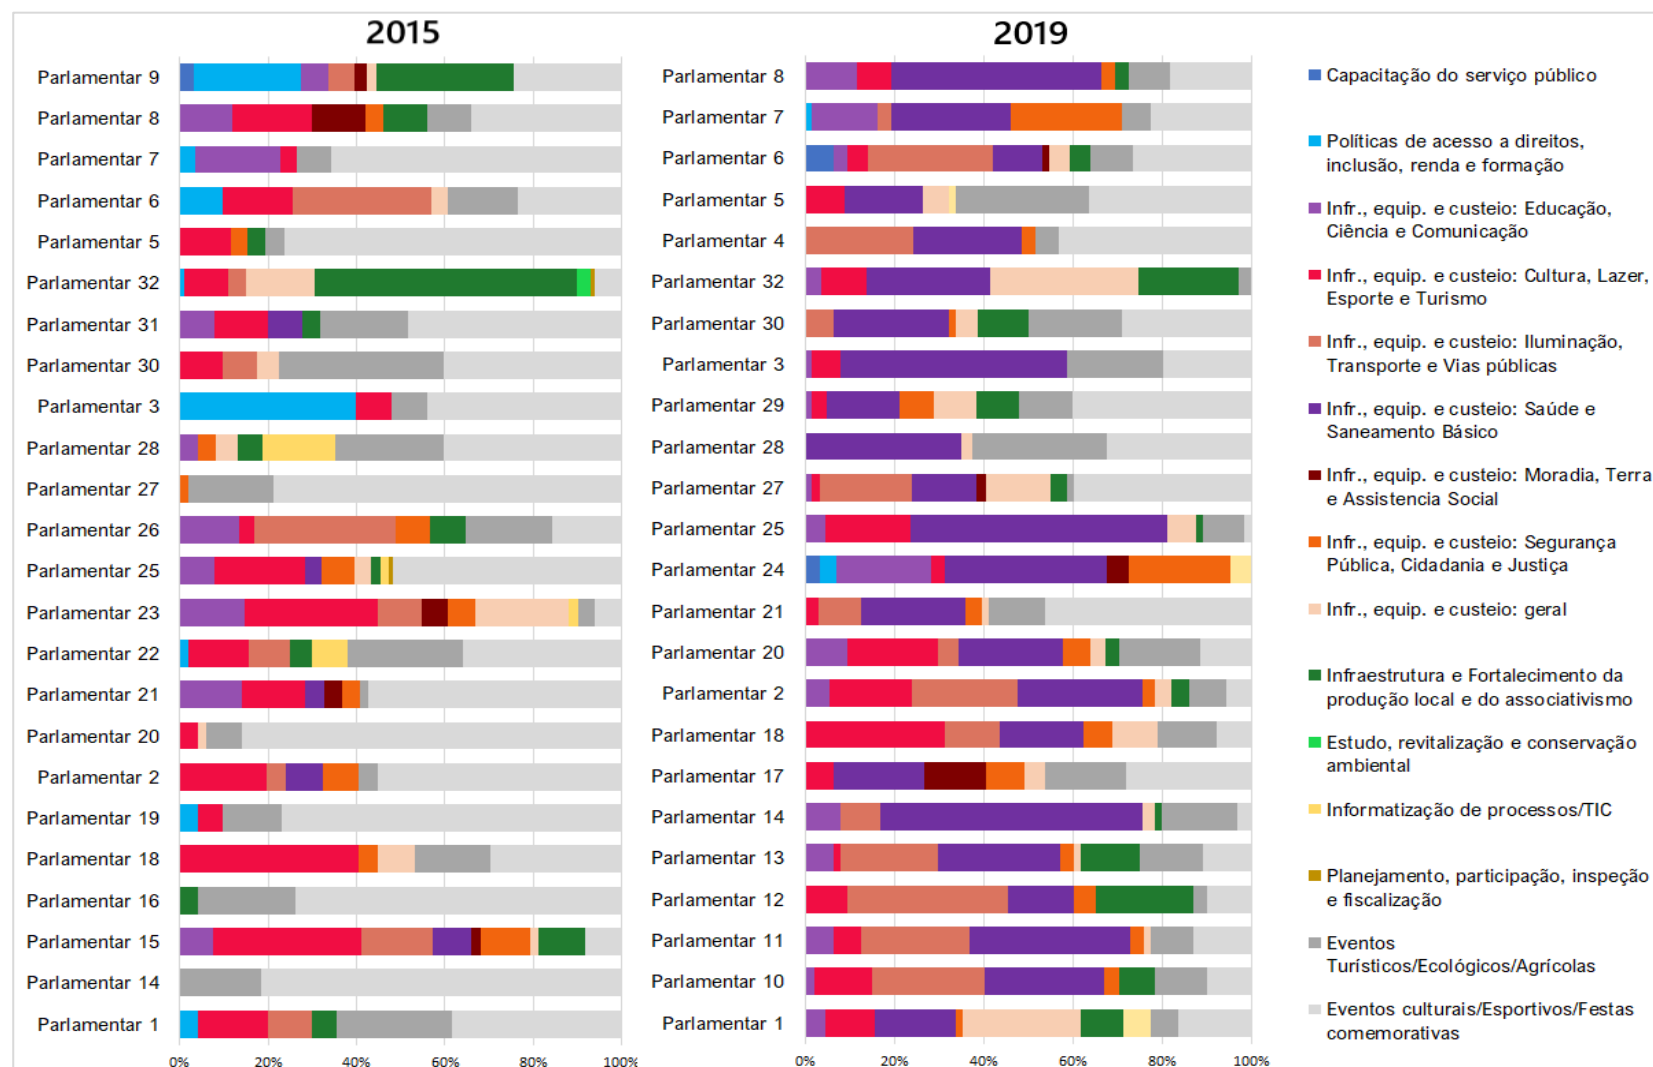 2015
Parlamentar 9
Parlamentar 8
Parlamentar 7
Parlamentar 6
Parlamentar 5
Parlamentar 32
Parlamentar 31
Parlamentar 30
Parlamentar 3
Parlamentar 28
Parlamentar 27
Parlamentar 26
Parlamentar 25
Parlamentar 23
Parlamentar 22
Parlamentar 21
Parlamentar 20
Parlamentar 2
Parlamentar 19
Parlamentar 18
Parlamentar 16
Parlamentar 15
Parlamentar 14
Parlamentar 1
0% 20% 40% 60% 80% 100%
2019
Parlamentar 8
Parlamentar 7
Parlamentar 6
Parlamentar 5
Parlamentar 4
Parlamentar 32
Parlamentar 30
Parlamentar 3
Parlamentar 29
Parlamentar 28
Parlamentar 27
Parlamentar 25
Parlamentar 24
Parlamentar 21
Parlamentar 20
Parlamentar 2
Parlamentar 18
Parlamentar 17
Parlamentar 14
Parlamentar 13
Parlamentar 12
Parlamentar 11
Parlamentar 10
Parlamentar 1
0% 20% 40% 60% 80% 100%
Capacitação do serviço público
Políticas de acesso a direitos,
inclusão, renda e formação
Infr., equip. e custeio: Educação,
Ciência e Comunicação
Infr., equip. e custeio: Cultura, Lazer,
Esporte e Turismo
Infr., equip. e custeio: Iluminação,
Transporte e Vias públicas
Infr., equip. e custeio: Saúde e
Saneamento Básico
Infr., equip. e custeio: Moradia, Terra
e Assistencia Social
Infr., equip. e custeio: Segurança
Pública, Cidadania e Justiça
Infr., equip. e custeio: geral
Infraestrutura e Fortalecimento da
produção local e do associativismo
Estudo, revitalização e conservação
ambiental
Informatização de processos/TIC
Planejamento, participação, inspeção
e fiscalização
Eventos
Turísticos/Ecológicos/Agrícolas
Eventos culturais/Esportivos/Festas
comemorativas